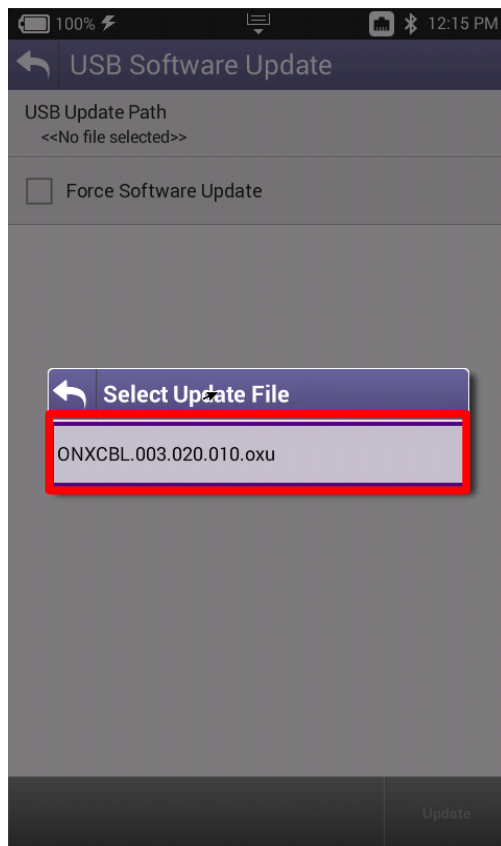 100% 12:15 PM
USB Software Update
USB Update Path
<<No file selected>>
Force Software Update
Select Update File
ONXCBL.003.020.010.oxu
Update